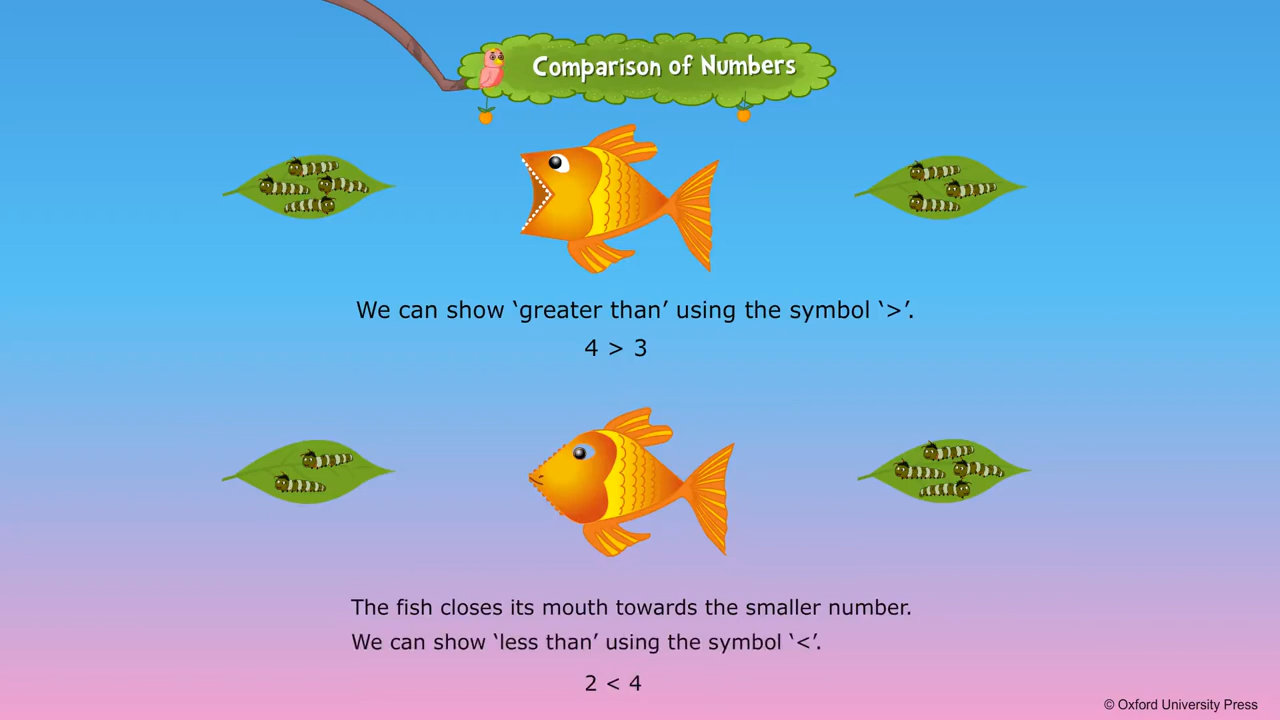 Comparison of Numbers
We can show ‘greater than’ using the symbol ‘>’.
4 > 3
The fish closes its mouth towards the smaller number.
We can show ‘less than’ using the symbol ‘<’.
2 < 4
© Oxford University Press